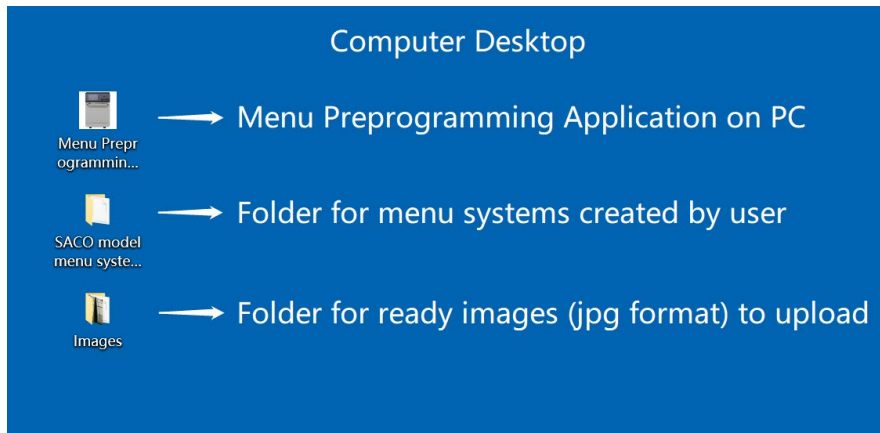 Computer Desktop
Menu Prepr
ogrammin...
Menu Preprogramming Application on PC
SACO model
menu syste...
Folder for menu systems created by user
Images
Folder for ready images (jpg format) to upload